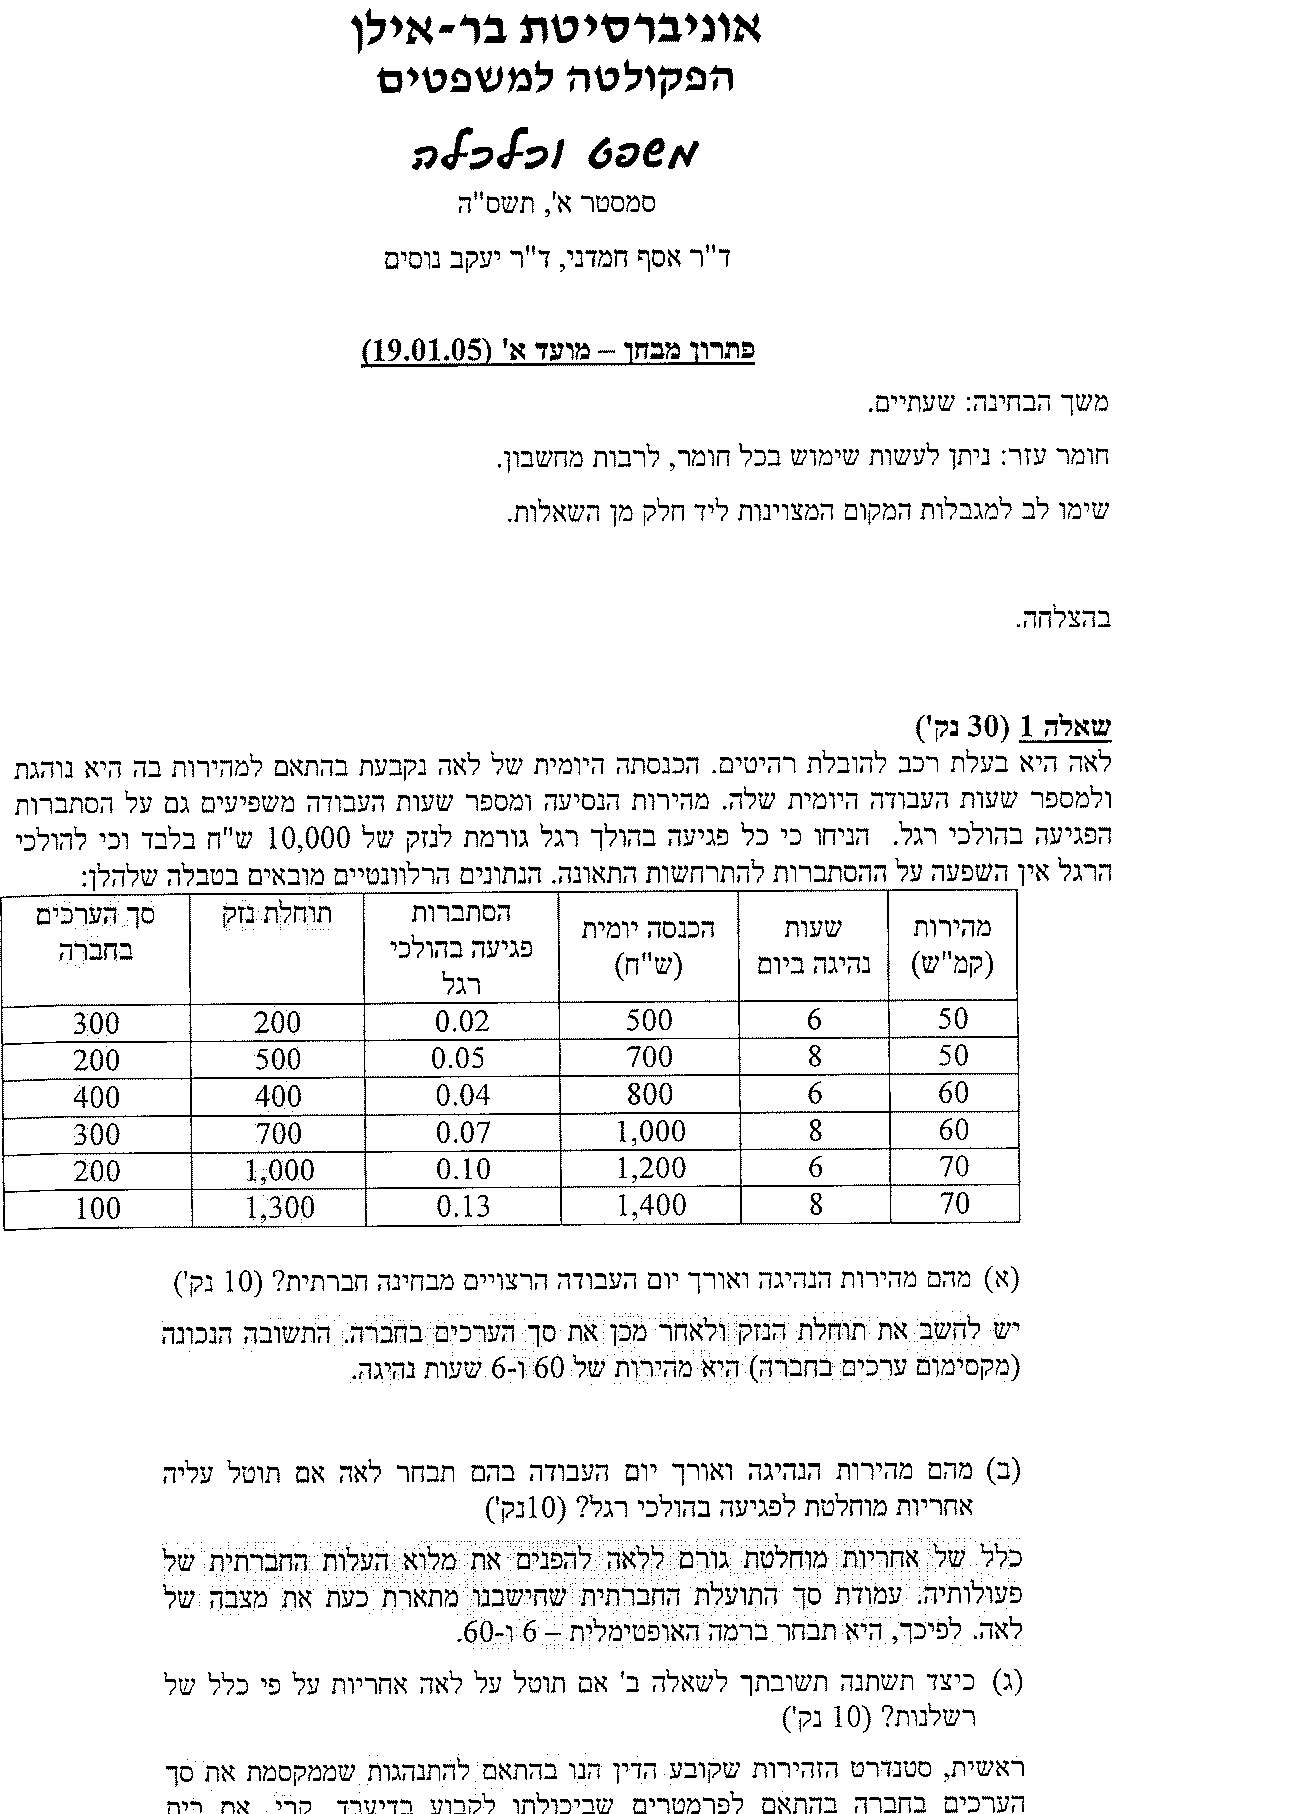 אוניברסיטת בר-אילן
הפקולטה למשפטים
משפט וכלכלה
סמסטר א', תשס"ה
ד"ר אסף חמדני, ד"ר יעקב נוסים
פתרון מבחן – מועד א' (19.01.05)
משך הבחינה: שעתיים.
חומר עזר: ניתן לעשות שימוש בכל חומר, לרבות מחשבון.
שימו לב למגבלות המקום המצוינות ליד חלק מן השאלות.
בהצלחה.
שאלה 1 (30 נק')
לאה היא בעלת רכב להובלת רהיטים. הכנסתה היומית של לאה נקבעת בהתאם למהירות בה היא נוהגת
ולמספר שעות העבודה היומית שלה. מהירות הנסיעה ומספר שעות העבודה משפיעים גם על הסתברות
הפגיעה בהולכי רגל. הניחו כי כל פגיעה בהולך רגל גורמת לנזק של 10,000 ש"ח בלבד וכי להולכי
הרגל אין השפעה על ההסתברות להתרחשות התאונה. הנתונים הרלוונטיים מובאים בטבלה שלהלן:
מהירות (קמ"ש) | שעות נהיגה ביום | הכנסה יומית (ש"ח) | הסתברות פגיעה בהולכי רגל | תוחלת נזק | סך הערכים בחברה
50 | 6 | 500 | 0.02 | 200 | 300
50 | 8 | 700 | 0.05 | 500 | 200
60 | 6 | 800 | 0.04 | 400 | 400
60 | 8 | 1,000 | 0.07 | 700 | 300
70 | 6 | 1,200 | 0.10 | 1,000 | 200
70 | 8 | 1,400 | 0.13 | 1,300 | 100
(א) מהם מהירות הנהיגה ואורך יום העבודה הרצויים מבחינה חברתית? (10 נק')
יש לחשב את תוחלת הנזק ולאחר מכן את סך הערכים בחברה. התשובה הנכונה
(מקסימום ערכים בחברה) היא מהירות של 60 ו-6 שעות נהיגה.
(ב) מהם מהירות הנהיגה ואורך יום העבודה בהם תבחר לאה אם תוטל עליה
אחריות מוחלטת לפגיעה בהולכי רגל? (10נק')
כלל של אחריות מוחלטת גורם ללאה להפנים את מלוא העלות החברתית של
פעולותיה. עמודת סך התועלת החברתית שחישבנו מתארת כעת את מצבה של
לאה. לפיכך, היא תבחר ברמה האופטימלית – 6 ו-60.
(ג) כיצד תשתנה תשובתך לשאלה ב' אם תוטל על לאה אחריות על פי כלל של
רשלנות? (10 נק')
ראשית, סטנדרט הזהירות שקובע הדין הנו בהתאם להתנהגות שממקסמת את סך
הערכים בחברה בהתאם לפרמטרים שביכולתו לקבוע בדיעבד, קרי, את